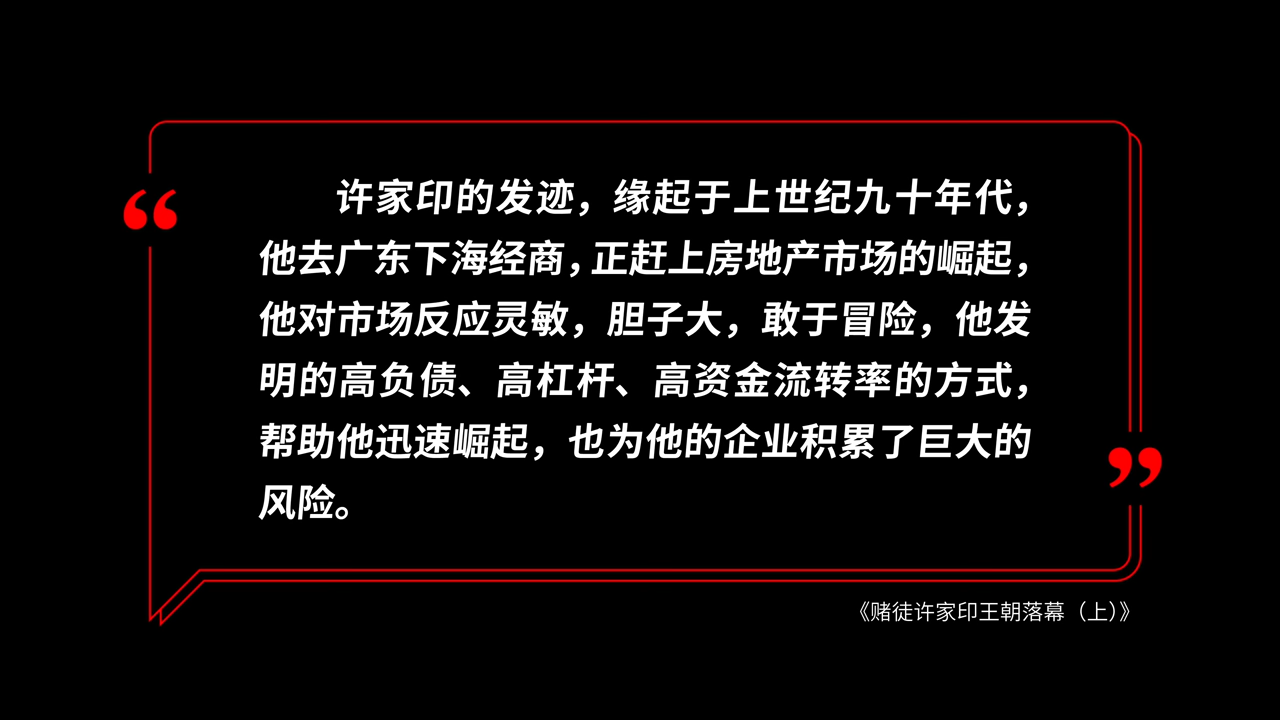 许家印的发迹，缘起于上世纪九十年代，
他去广东下海经商，正赶上房地产市场的崛起，
他对市场反应灵敏，胆子大，敢于冒险，他发
明的高负债、高杠杆、高资金流转率的方式，
帮助他迅速崛起，也为他的企业积累了巨大的
风险。
《赌徒许家印王朝落幕（上）》